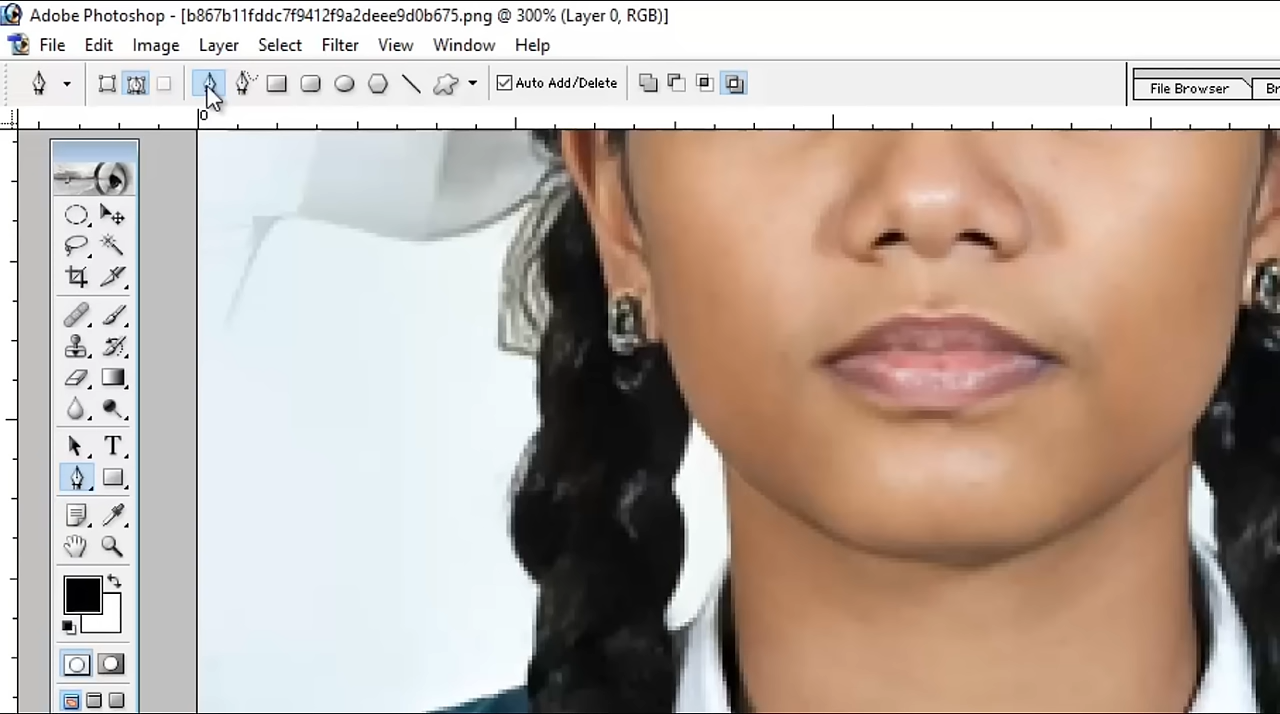 Adobe Photoshop - [b867b11fddc7f9412f9a2deee9d0b675.png @ 300% (Layer 0, RGB)]
File Edit Image Layer Select Filter View Window Help
Auto Add/Delete
File Browser Br
0
T